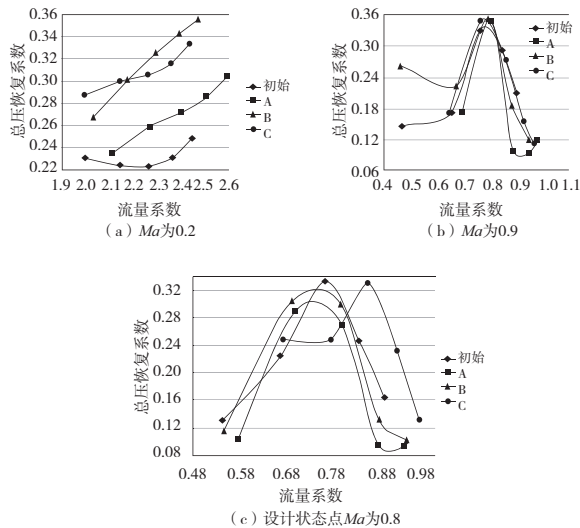 0.36
0.34
0.32
0.30
0.28
0.26
0.24
0.22
总压恢复系数
1.9 2.0 2.1 2.2 2.3 2.4 2.5 2.6
流量系数
初始
A
B
C
（a）Ma为0.2
0.36
0.30
0.24
0.18
0.12
0.06
总压恢复系数
0.4 0.5 0.6 0.7 0.8 0.9 1.0 1.1
流量系数
初始
A
B
C
（b）Ma为0.9
0.32
0.28
0.24
0.20
0.16
0.12
0.08
总压恢复系数
0.48 0.58 0.68 0.78 0.88 0.98
流量系数
初始
A
B
C
（c）设计状态点Ma为0.8